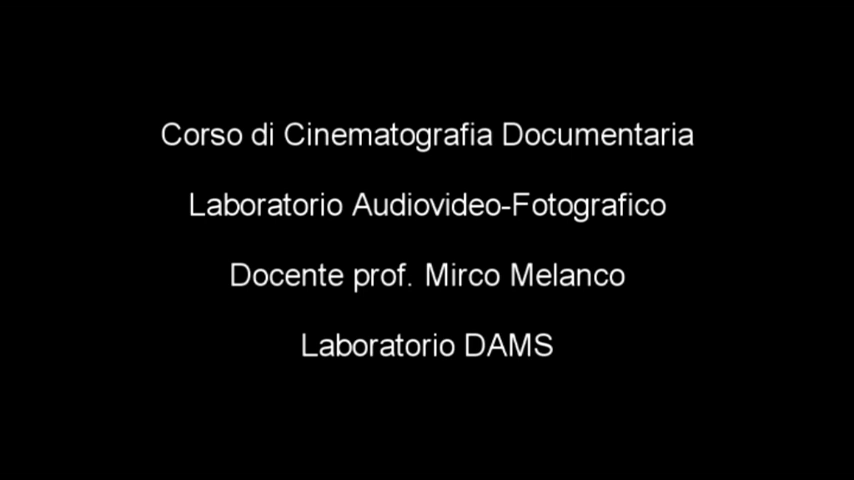 Corso di Cinematografia Documentaria
Laboratorio Audiovideo-Fotografico
Docente prof. Mirco Melanco
Laboratorio DAMS